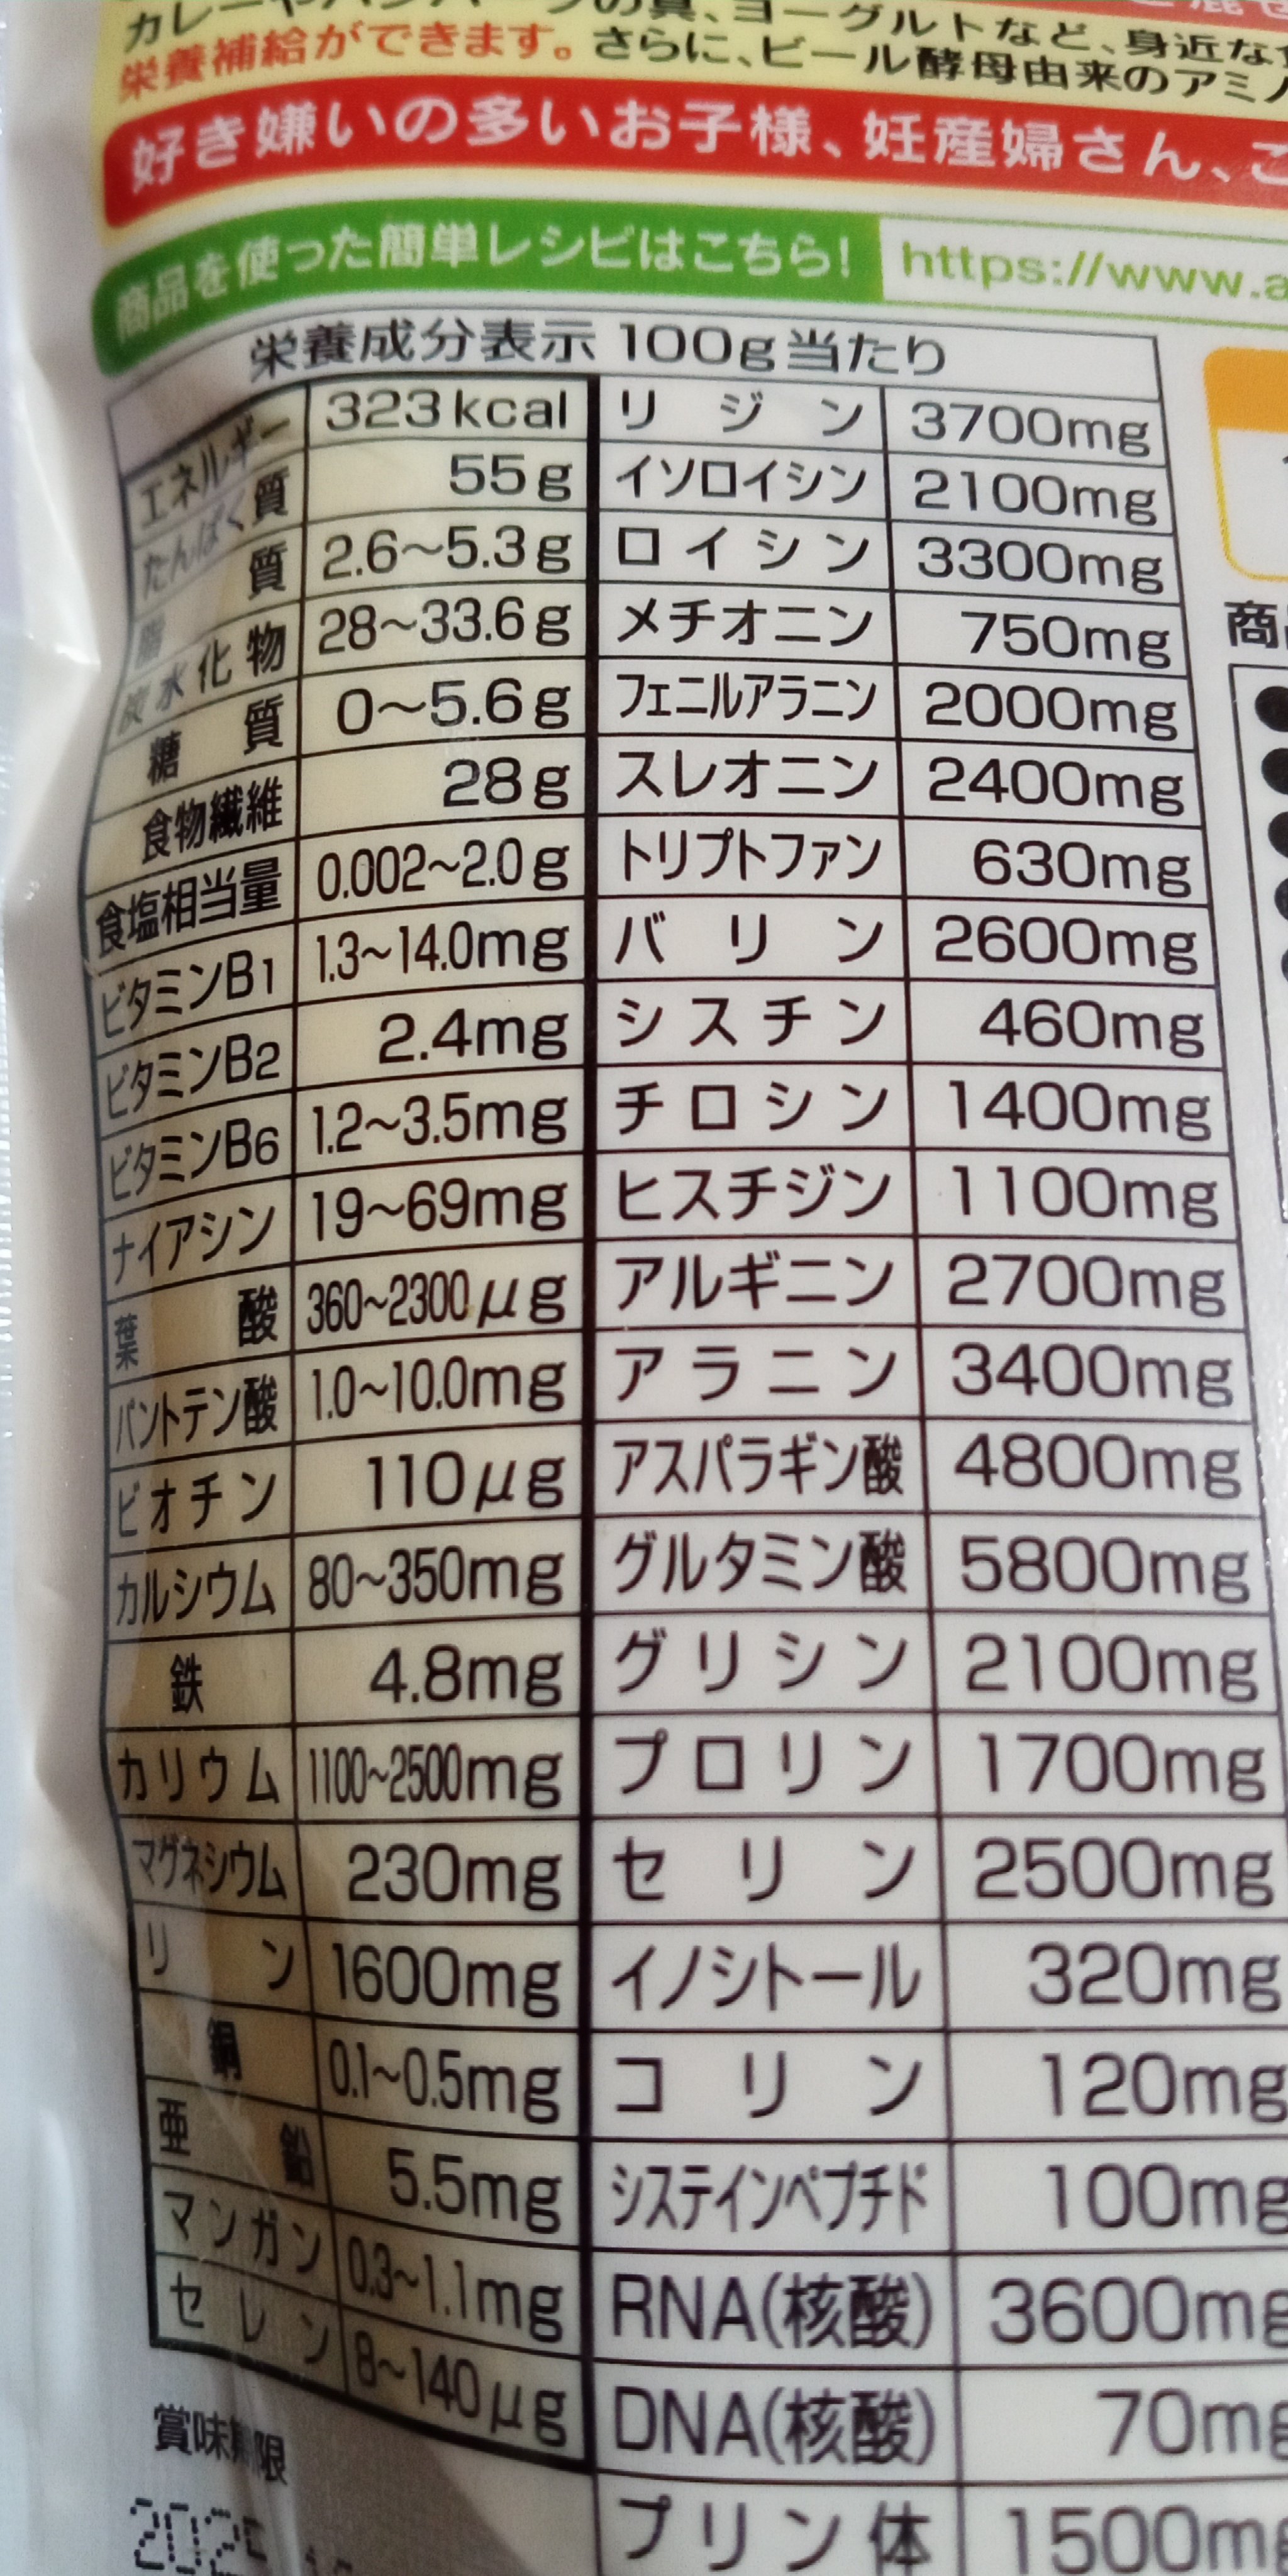 の具、ヨーグルトなど、身近な
栄養補給ができます。さらに、ビール酵母由来のアミノ
好き嫌いの多いお子様、妊産婦さん、
商品を使った簡単レシピはこちら! https://www.a
栄養成分表示 100g当たり
エネルギー 323kcal リジン 3700mg
たんぱく質 55g イソロイシン 2100mg
脂質 2.6~5.3g ロイシン 3300mg
炭水化物 28~33.6g メチオニン 750mg
糖質 0~5.6g フェニルアラニン 2000mg
食物繊維 28g スレオニン 2400mg
食塩相当量 0.002~2.0g トリプトファン 630mg
ビタミンB1 1.3~14.0mg バリン 2600mg
ビタミンB2 2.4mg シスチン 460mg
ビタミンB6 1.2~3.5mg チロシン 1400mg
ナイアシン 19~69mg ヒスチジン 1100mg
葉酸 360~2300μg アルギニン 2700mg
パントテン酸 1.0~10.0mg アラニン 3400mg
ビオチン 110μg アスパラギン酸 4800mg
カルシウム 80~350mg グルタミン酸 5800mg
鉄 4.8mg グリシン 2100mg
カリウム 1100~2500mg プロリン 1700mg
マグネシウム 230mg セリン 2500mg
リン 1600mg イノシトール 320mg
銅 0.1~0.5mg コリン 120mg
亜鉛 5.5mg システインペプチド 100mg
マンガン 0.3~1.1mg RNA(核酸) 3600mg
セレン 8~140μg DNA(核酸) 70mg
プリン体 1500mg
商
賞味期限